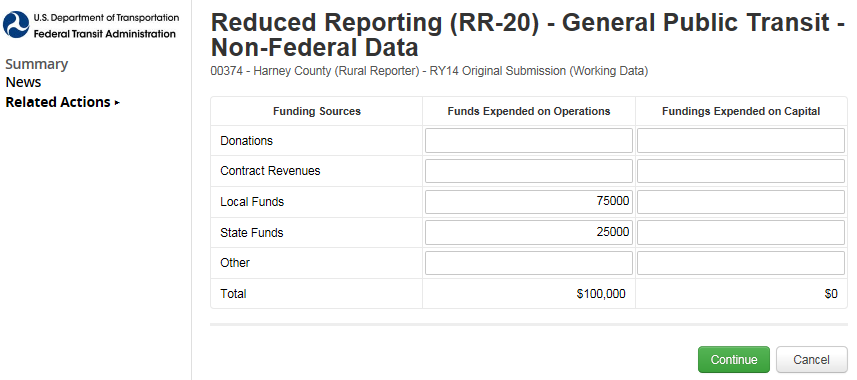 U.S. Department of Transportation
Federal Transit Administration
Summary
News
Related Actions ▸
Reduced Reporting (RR-20) - General Public Transit -
Non-Federal Data
00374 - Harney County (Rural Reporter) - RY14 Original Submission (Working Data)
Funding Sources Funds Expended on Operations Fundings Expended on Capital
Donations
Contract Revenues
Local Funds 75000
State Funds 25000
Other
Total $100,000 $0
Continue Cancel